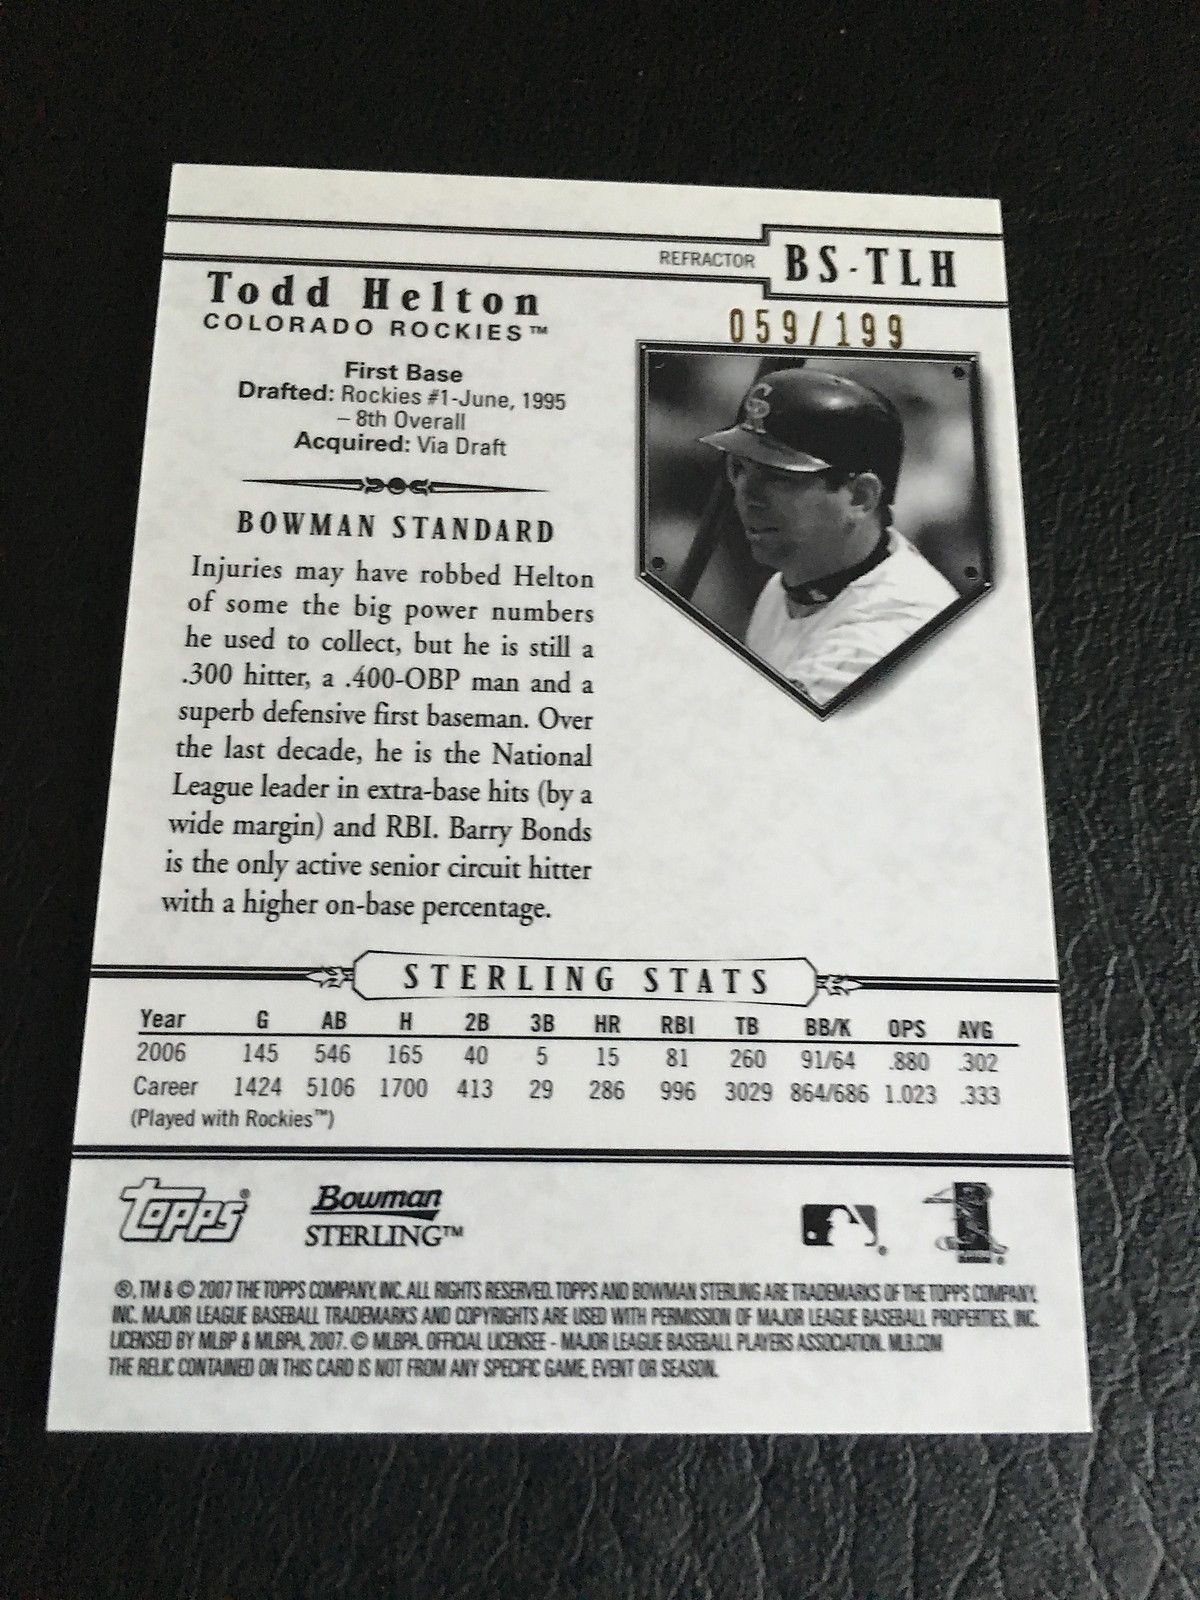 REFRACTOR BS-TLH
Todd Helton
COLORADO ROCKIES™
059/199
First Base
Drafted: Rockies #1-June, 1995
– 8th Overall
Acquired: Via Draft
BOWMAN STANDARD
Injuries may have robbed Helton
of some the big power numbers
he used to collect, but he is still a
.300 hitter, a .400-OBP man and a
superb defensive first baseman. Over
the last decade, he is the National
League leader in extra-base hits (by a
wide margin) and RBI. Barry Bonds
is the only active senior circuit hitter
with a higher on-base percentage.
STERLING STATS
Year G AB H 2B 3B HR RBI TB BB/K OPS AVG
2006 145 546 165 40 5 15 81 260 91/64 .880 .302
Career 1424 5106 1700 413 29 286 996 3029 864/686 1.023 .333
(Played with Rockies™)
Topps®
Bowman
STERLING™
®, TM & © 2007 THE TOPPS COMPANY, INC. ALL RIGHTS RESERVED. TOPPS AND BOWMAN STERLING ARE TRADEMARKS OF THE TOPPS COMPANY,
INC. MAJOR LEAGUE BASEBALL TRADEMARKS AND COPYRIGHTS ARE USED WITH PERMISSION OF MAJOR LEAGUE BASEBALL PROPERTIES, INC.
LICENSED BY MLBP & MLBPA, 2007. © MLBPA. OFFICIAL LICENSEE - MAJOR LEAGUE BASEBALL PLAYERS ASSOCIATION. MLB.COM
THE RELIC CONTAINED ON THIS CARD IS NOT FROM ANY SPECIFIC GAME, EVENT OR SEASON.